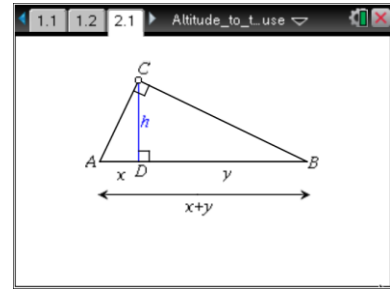 1.1 1.2 2.1 Altitude_to_t…use
C
h
A x D y B
x+y